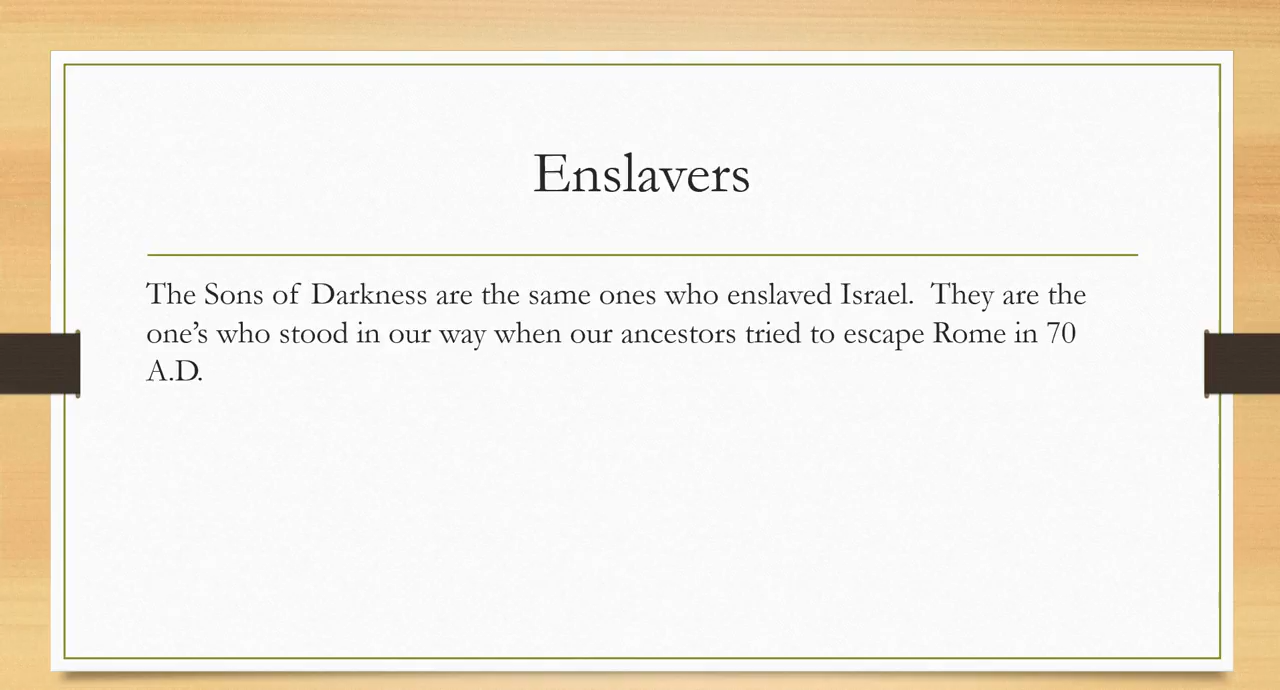 Enslavers
The Sons of Darkness are the same ones who enslaved Israel.  They are the
one’s who stood in our way when our ancestors tried to escape Rome in 70
A.D.